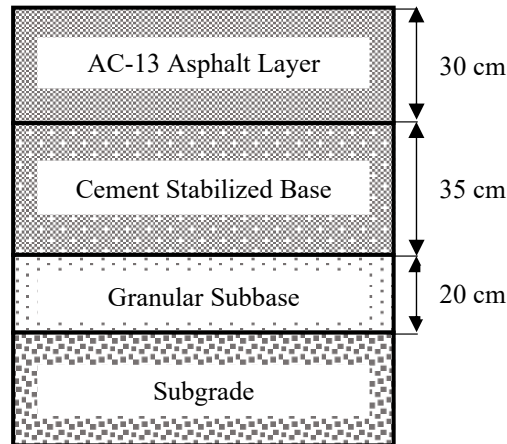 AC-13 Asphalt Layer
30 cm
Cement Stabilized Base
35 cm
Granular Subbase
20 cm
Subgrade